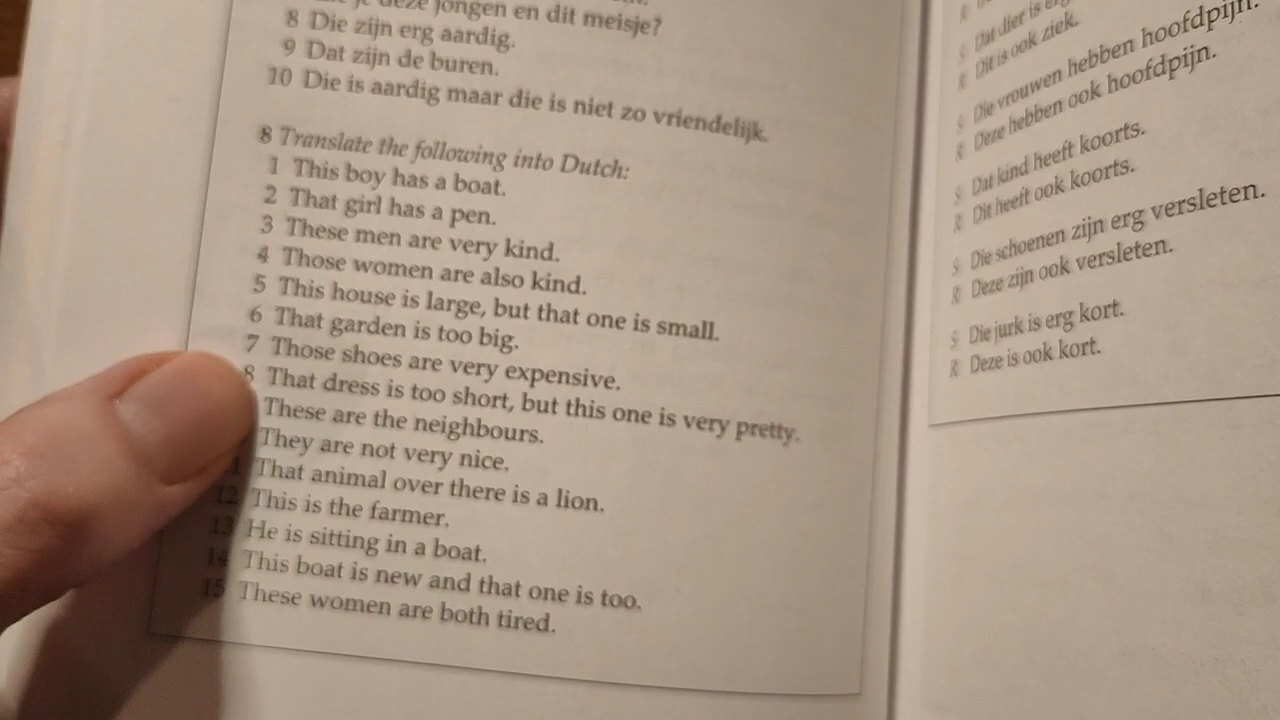 deze jongen en dit meisje?
8 Die zijn erg aardig.
9 Dat zijn de buren.
10 Die is aardig maar die is niet zo vriendelijk.
8 Translate the following into Dutch:
1 This boy has a boat.
2 That girl has a pen.
3 These men are very kind.
4 Those women are also kind.
5 This house is large, but that one is small.
6 That garden is too big.
7 Those shoes are very expensive.
8 That dress is too short, but this one is very pretty.
These are the neighbours.
They are not very nice.
11 That animal over there is a lion.
12 This is the farmer.
13 He is sitting in a boat.
14 This boat is new and that one is too.
15 These women are both tired.
S Dat dier is erg
R Dit is ook ziek.
S Die vrouwen hebben hoofdpijn.
R Deze hebben ook hoofdpijn.
S Dat kind heeft koorts.
R Dit heeft ook koorts.
S Die schoenen zijn erg versleten.
R Deze zijn ook versleten.
S Die jurk is erg kort.
R Deze is ook kort.